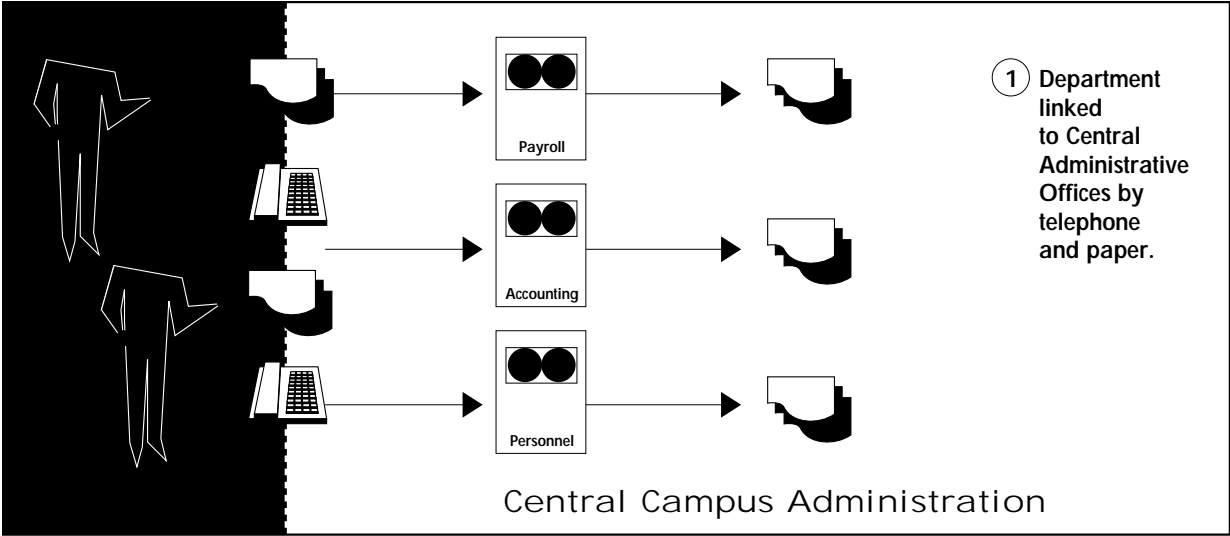 Payroll
Accounting
Personnel
1 Department
linked
to Central
Administrative
Offices by
telephone
and paper.
Central Campus Administration